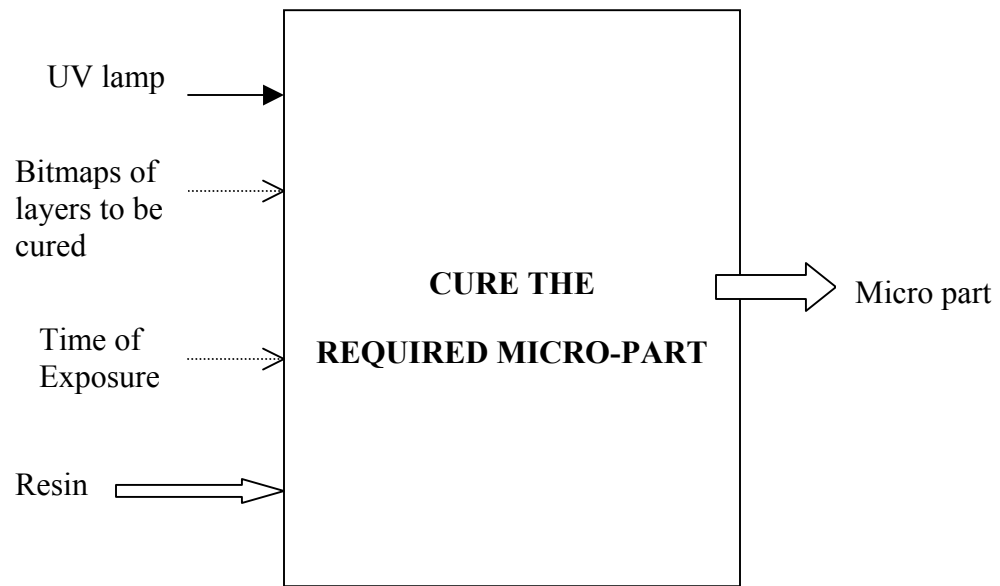 UV lamp
Bitmaps of
layers to be
cured
Time of
Exposure
Resin
CURE THE
REQUIRED MICRO-PART
Micro part